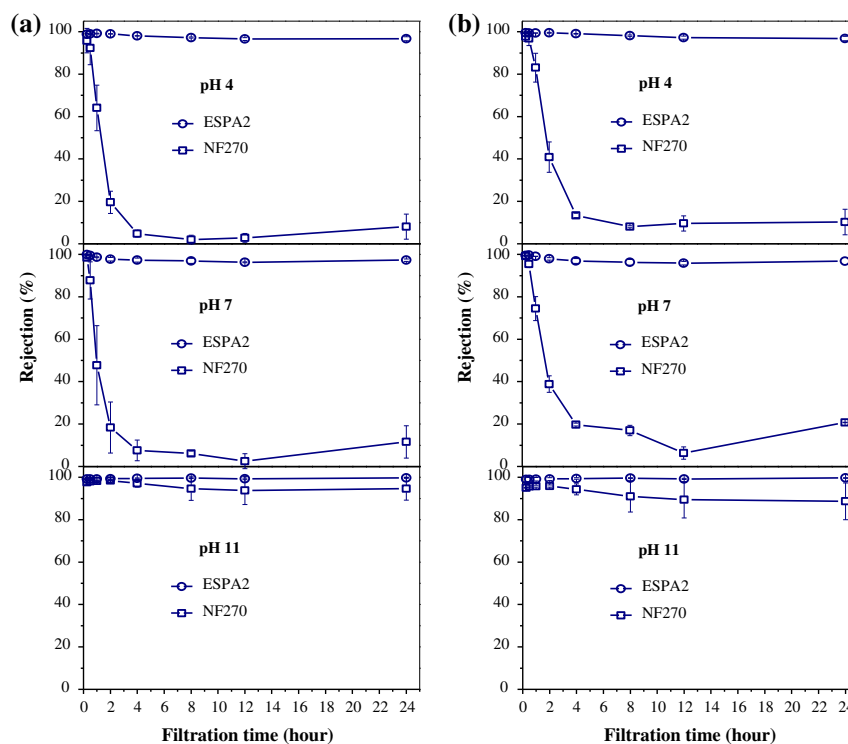 (a)
100
80
60
40
20
0
pH 4
ESPA2
NF270
100
80
60
40
20
0
pH 7
ESPA2
NF270
100
80
60
40
20
0
pH 11
ESPA2
NF270
Rejection (%)
0 2 4 6 8 10 12 14 16 18 20 22 24
Filtration time (hour)
(b)
100
80
60
40
20
0
pH 4
ESPA2
NF270
100
80
60
40
20
0
pH 7
ESPA2
NF270
100
80
60
40
20
0
pH 11
ESPA2
NF270
Rejection (%)
0 2 4 6 8 10 12 14 16 18 20 22 24
Filtration time (hour)